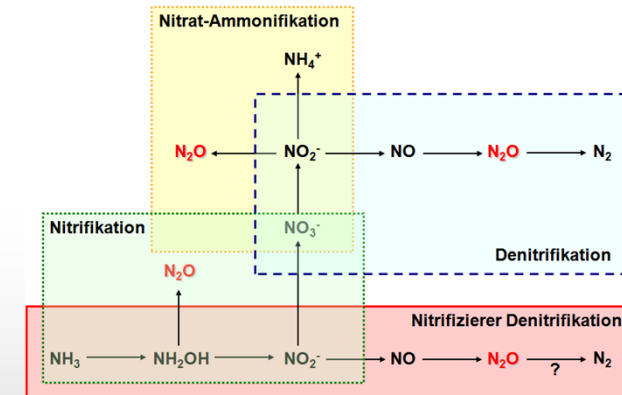 Nitrat-Ammonifikation
NH₄⁺
N₂O NO₂⁻ NO N₂O N₂
Nitrifikation NO₃⁻
Denitrifikation
N₂O
Nitrifizierer Denitrifikation
NH₃ NH₂OH NO₂⁻ NO N₂O N₂
?